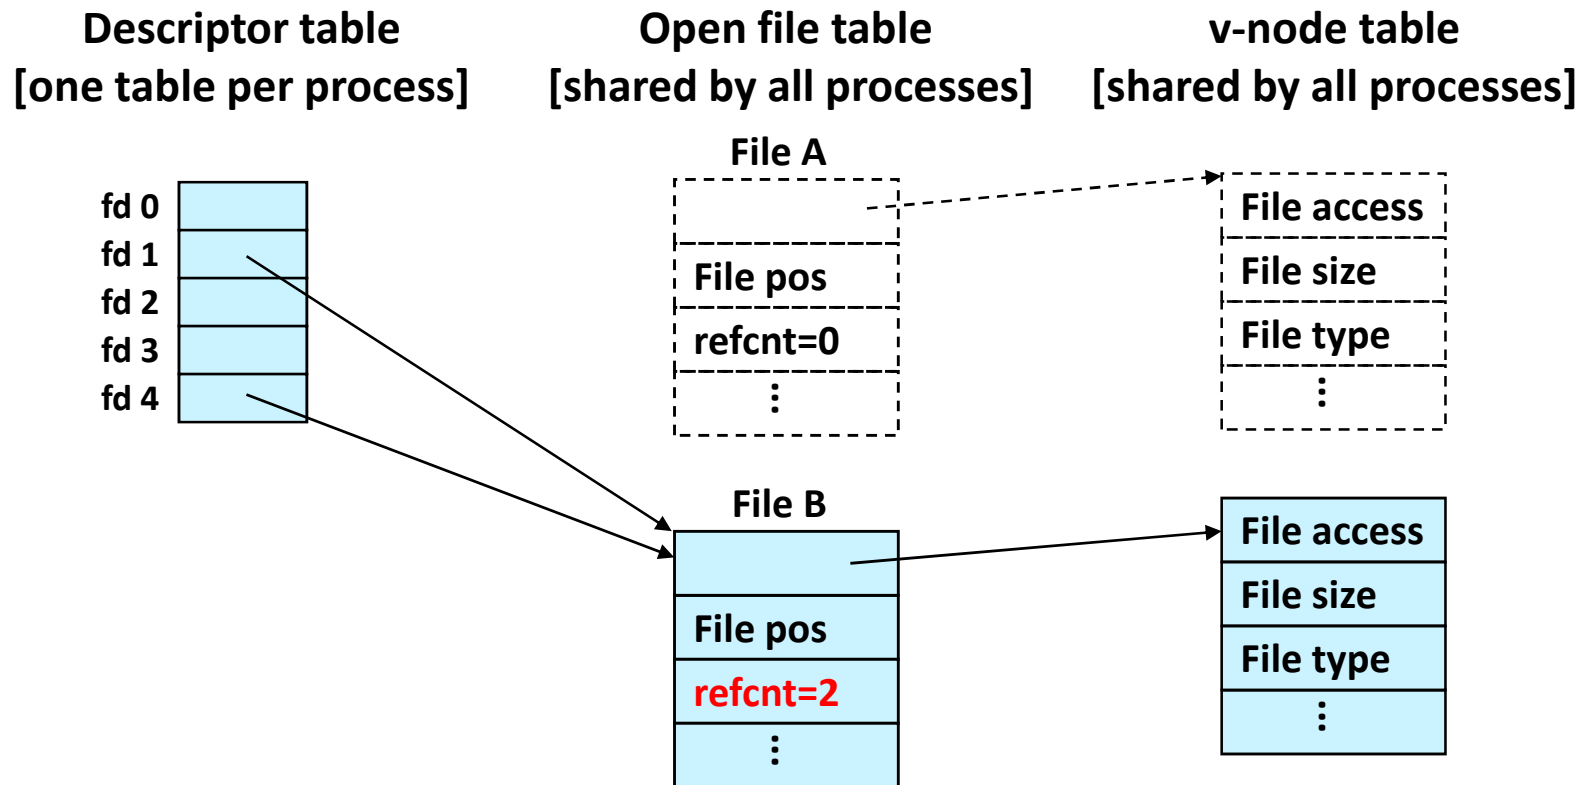 Descriptor table
[one table per process]
Open file table
[shared by all processes]
v-node table
[shared by all processes]
fd 0
fd 1
fd 2
fd 3
fd 4
File A
File pos
refcnt=0
...
File access
File size
File type
...
File B
File pos
refcnt=2
...
File access
File size
File type
...